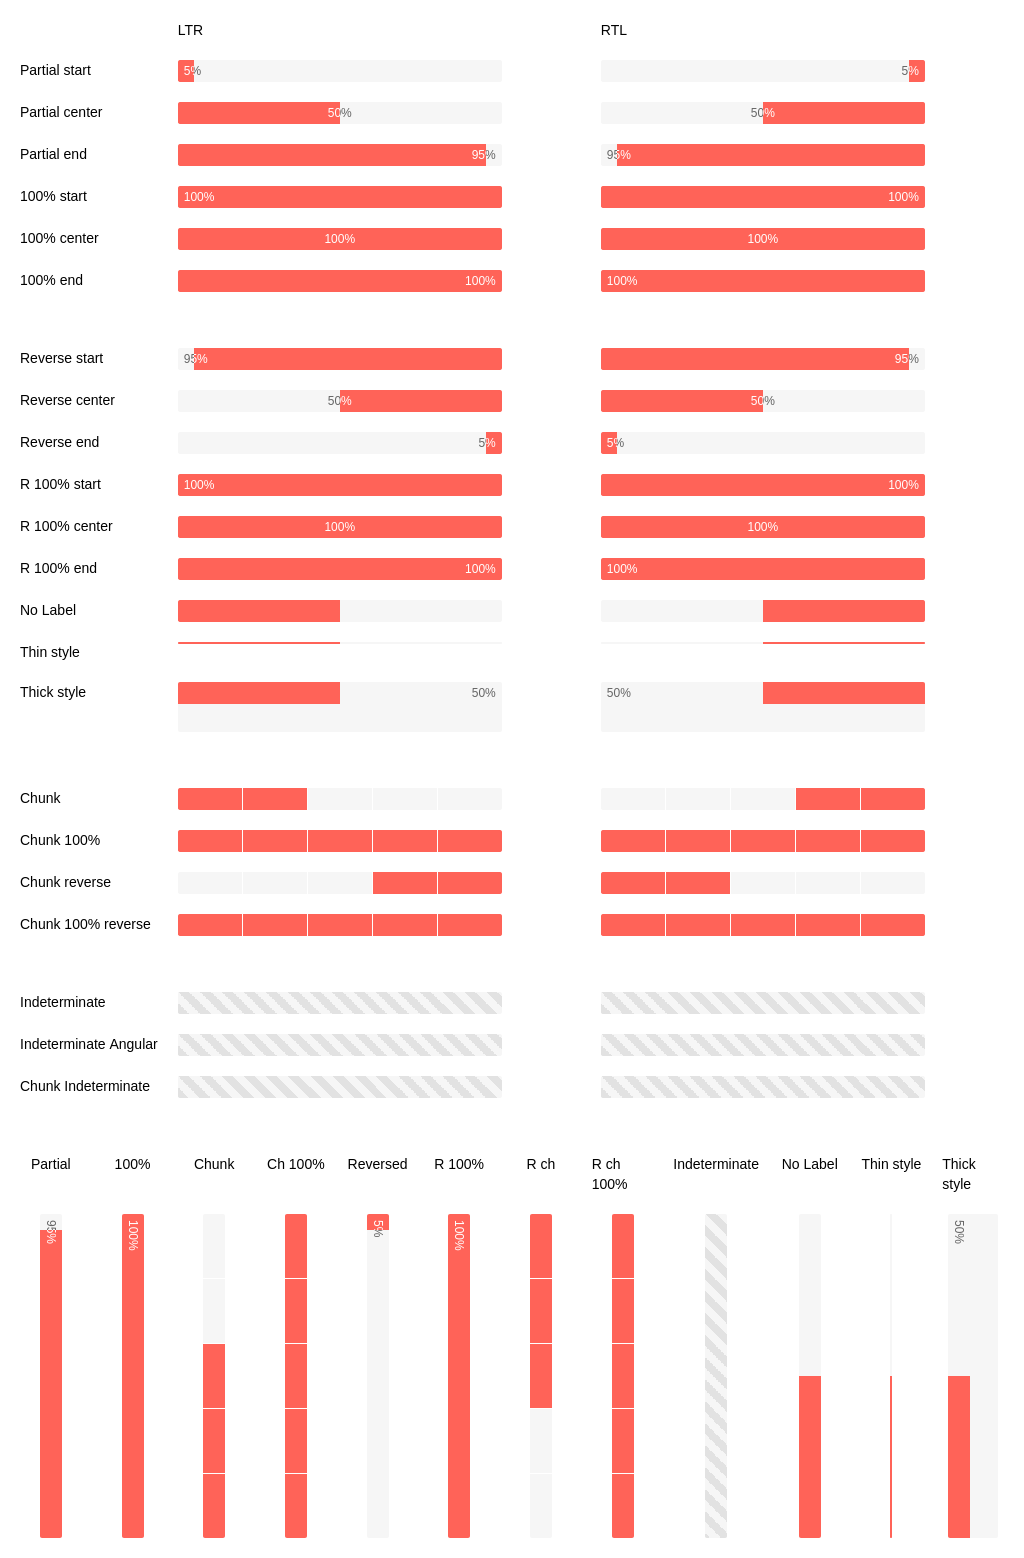 LTR RTL
Partial start 5% 5%
Partial center 50% 50%
Partial end 95% 95%
100% start 100% 100%
100% center 100% 100%
100% end 100% 100%
Reverse start 95% 95%
Reverse center 50% 50%
Reverse end 5% 5%
R 100% start 100% 100%
R 100% center 100% 100%
R 100% end 100% 100%
No Label
Thin style
Thick style 50% 50%
Chunk
Chunk 100%
Chunk reverse
Chunk 100% reverse
Indeterminate
Indeterminate Angular
Chunk Indeterminate
Partial 100% Chunk Ch 100% Reversed R 100% R ch R ch Indeterminate No Label Thin style Thick
100% style
95% 100% 5% 100% 50%